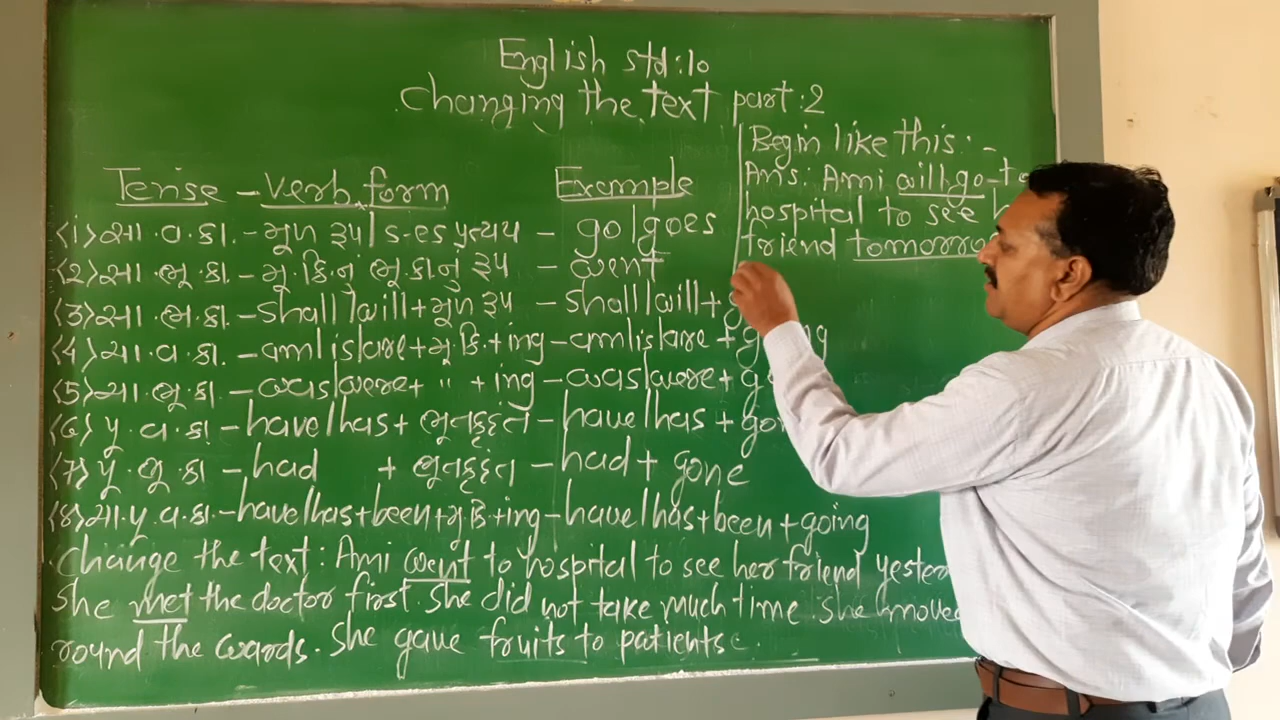 English std:10
Changing the text part:2
Tense - Verb form Example
<1> સા.વ.કા. - મૂળ રૂપ/s-es પ્રત્યય - go/goes
<2> સા.ભૂ.કા. - મૂ.ક્રિ.નું ભૂ.કાનું રૂપ - went
<3> સા.ભ.કા. - shall/will+મૂળ રૂપ - shall/will+
<4> ચા.વ.કા. - am/is/are+મૂ.ક્રિ.+ing - am/is/are+going
<5> ચા.ભૂ.કા. - was/were+ " +ing - was/were+
<6> પૂ.વ.કા - have/has+ ભૂતકૃદંત - have/has +
<7> પૂ.ભૂ.કા - had + ભૂતકૃદંત - had + gone
<8> ચા.પૂ.વ.કા. - have/has+been+મૂ.ક્રિ+ing - have/has+been+going
Change the text: Ami went to hospital to see her friend
She met the doctor first. She did not take much time. She moved
round the wards. She gave fruits to patients
Begin like this: -
Ans: Ami will go to
hospital to see
friend